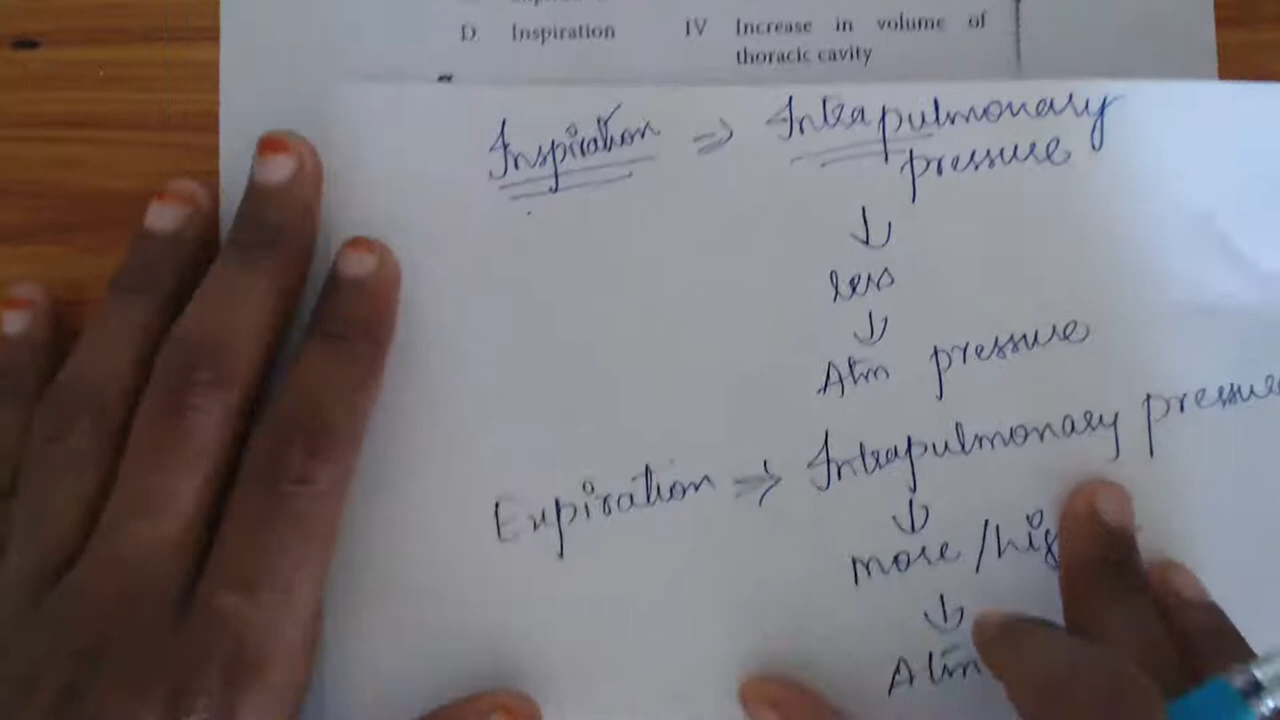 D. Inspiration IV Increase in volume of
thoracic cavity
Inspiration ⇒ Intrapulmonary
pressure
↓
less
↓
Atm pressure
Expiration ⇒ Intrapulmonary pressure
↓
more /hig
↓
Atm